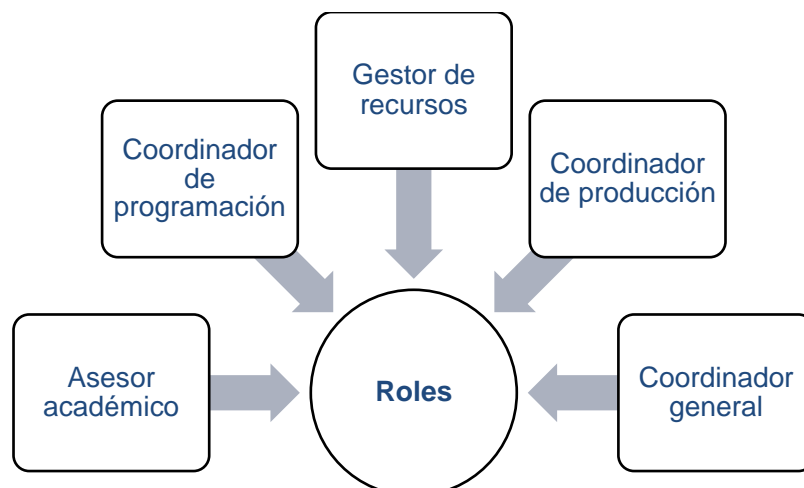 Gestor de
recursos
Coordinador
de
programación
Coordinador
de producción
Asesor
académico
Roles
Coordinador
general